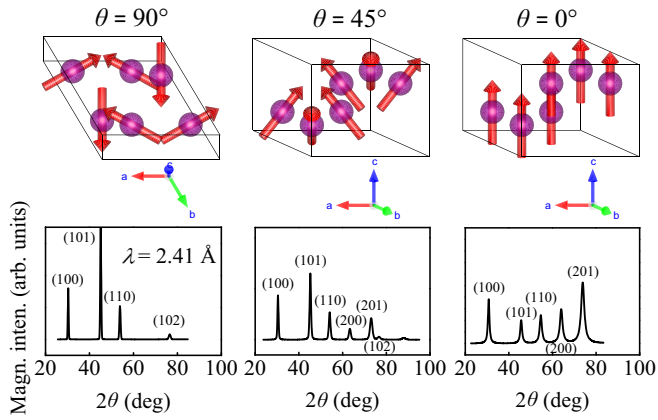 θ = 90°
θ = 45°
θ = 0°
c
a
b
c
a
b
c
a
b
Magn. inten. (arb. units)
(101)
λ = 2.41 Å
(100)
(110)
(102)
20 40 60 80 100
2θ (deg)
(101)
(100)
(110)
(201)
(200)
(102)
20 40 60 80 100
2θ (deg)
(201)
(100)
(110)
(101)
(200)
20 40 60 80 100
2θ (deg)